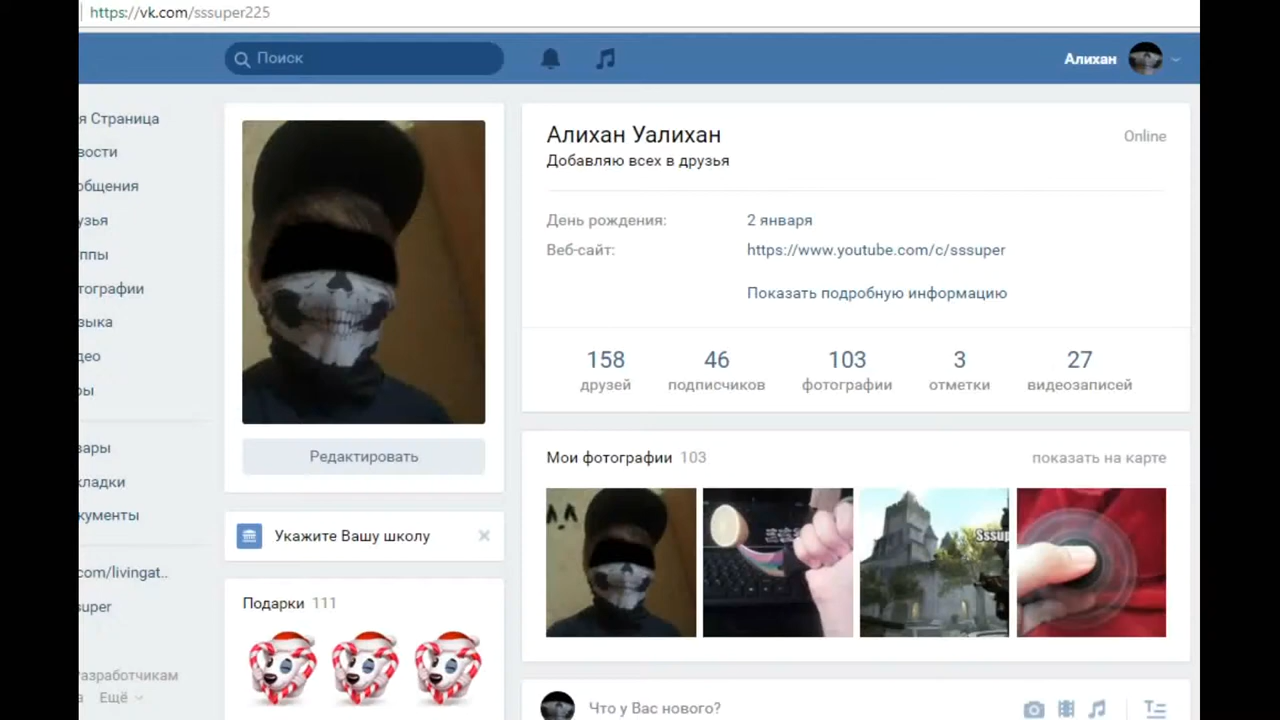 https://vk.com/sssuper225
Поиск
Алихан
я Страница
вости
общения
узья
ппы
тографии
зыка
део
ры
вары
кладки
кументы
com/livingat..
super
азработчикам
а Ещё
Редактировать
Укажите Вашу школу
Подарки 111
Алихан Уалихан
Online
Добавляю всех в друзья
День рождения: 2 января
Веб-сайт: https://www.youtube.com/c/sssuper
Показать подробную информацию
158 46 103 3 27
друзей подписчиков фотографии отметки видеозаписей
Мои фотографии 103 показать на карте
Sssup
Что у Вас нового?